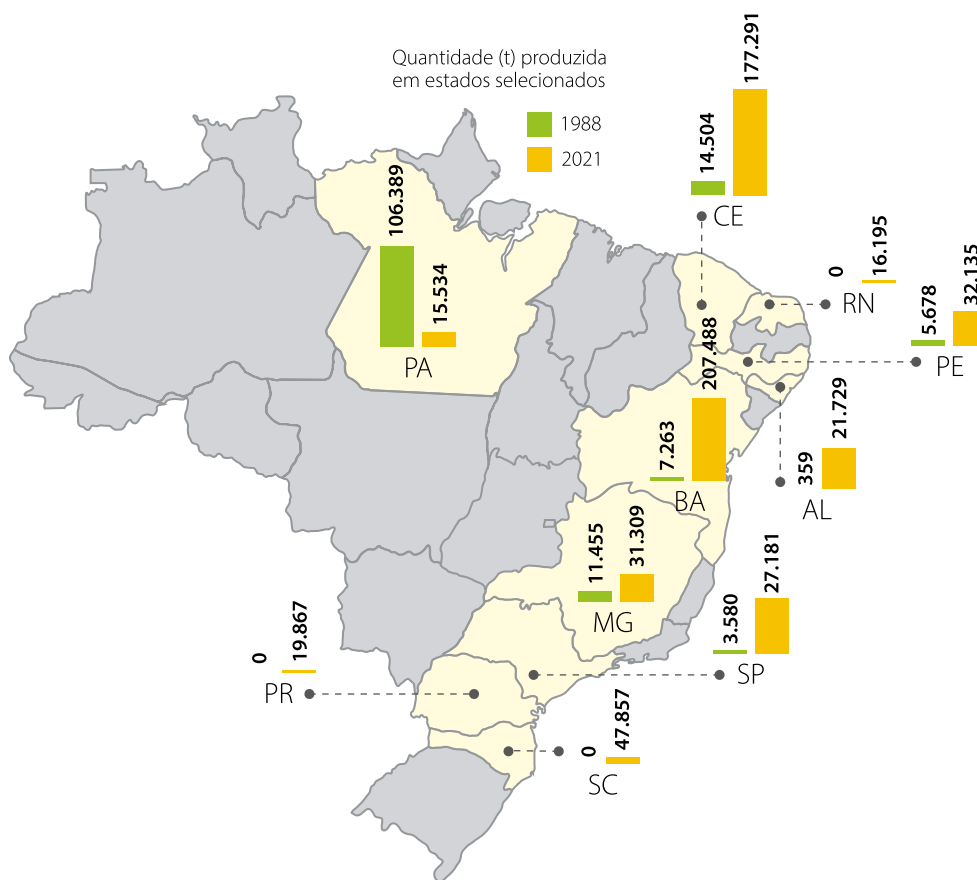 Quantidade (t) produzida
em estados selecionados
1988
2021
177.291
14.504
CE
106.389
15.534
PA
0
16.195
RN
5.678
32.135
PE
207.488
7.263
BA
359
21.729
AL
11.455
31.309
MG
3.580
27.181
SP
0
19.867
PR
0
47.857
SC